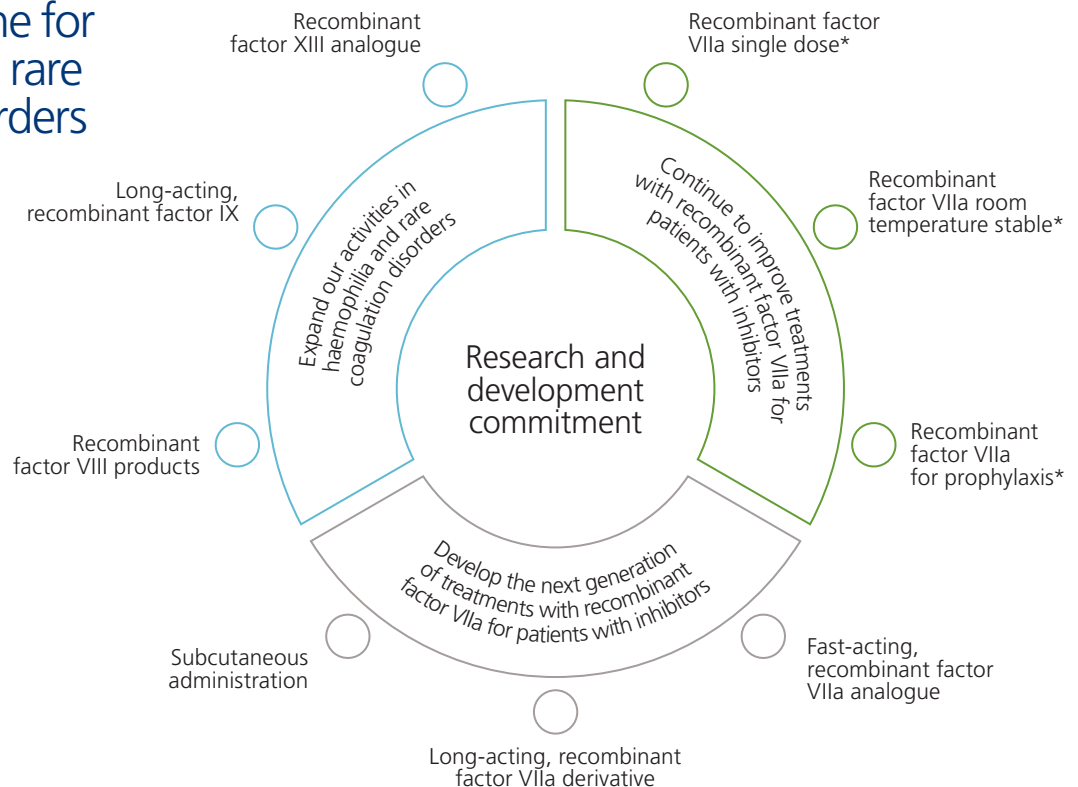 ne for
rare
rders
Recombinant
factor XIII analogue
Recombinant factor
VIIa single dose*
Long-acting,
recombinant factor IX
Recombinant
factor VIIa room
temperature stable*
Expand our activities in
haemophilia and rare
coagulation disorders
Continue to improve treatments
with recombinant factor VIIa for
patients with inhibitors
Research and
development
commitment
Recombinant
factor VIII products
Recombinant
factor VIIa
for prophylaxis*
Develop the next generation
of treatments with recombinant
factor VIIa for patients with inhibitors
Subcutaneous
administration
Fast-acting,
recombinant factor
VIIa analogue
Long-acting, recombinant
factor VIIa derivative